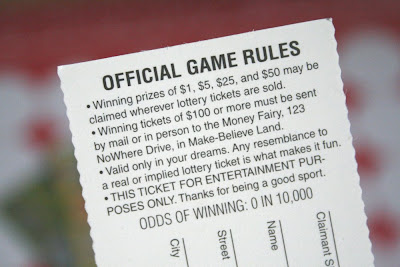 OFFICIAL GAME RULES
• Winning prizes of $1, $5, $25, and $50 may be
claimed wherever lottery tickets are sold.
• Winning tickets of $100 or more must be sent
by mail or in person to the Money Fairy, 123
NoWhere Drive, in Make-Believe Land.
• Valid only in your dreams. Any resemblance to
a real or implied lottery ticket is what makes it fun.
• THIS TICKET FOR ENTERTAINMENT PUR-
POSES ONLY. Thanks for being a good sport.
ODDS OF WINNING: 0 IN 10,000
City
Street
Name
Claimant S